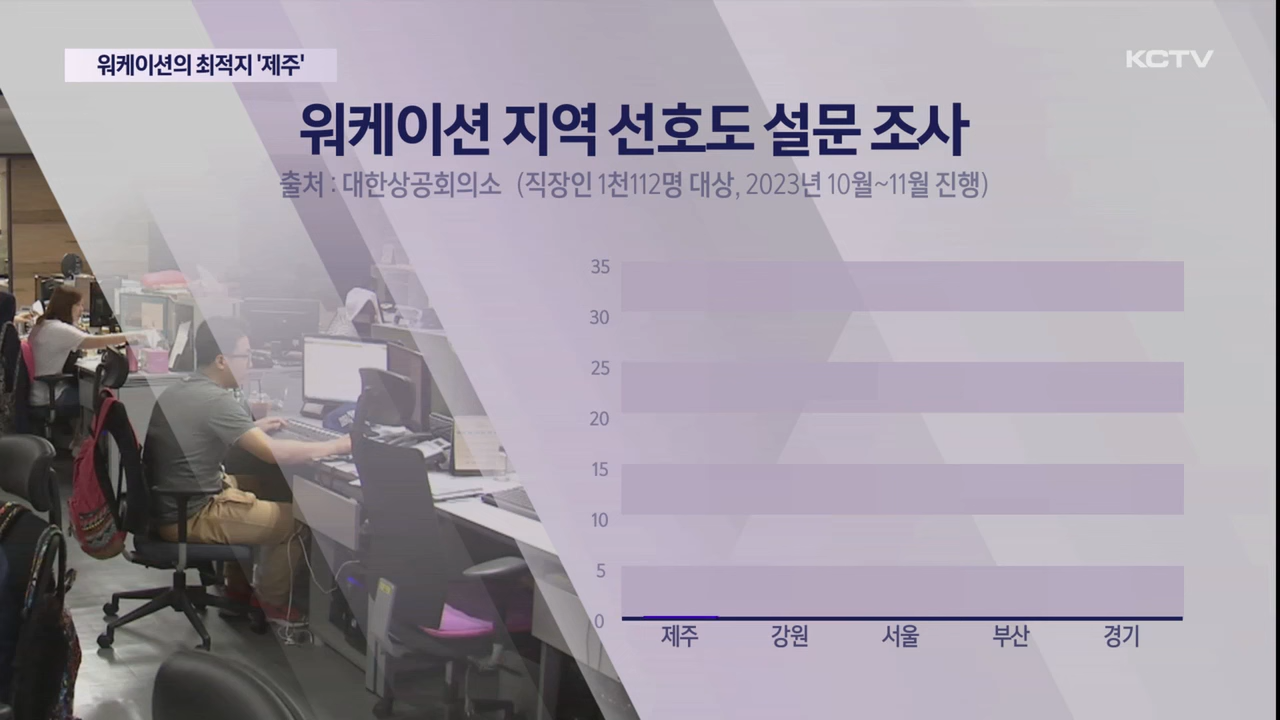 워케이션의 최적지 '제주'
KCTV
워케이션 지역 선호도 설문 조사
출처 : 대한상공회의소 (직장인 1천112명 대상, 2023년 10월~11월 진행)
35
30
25
20
15
10
5
0
제주 강원 서울 부산 경기